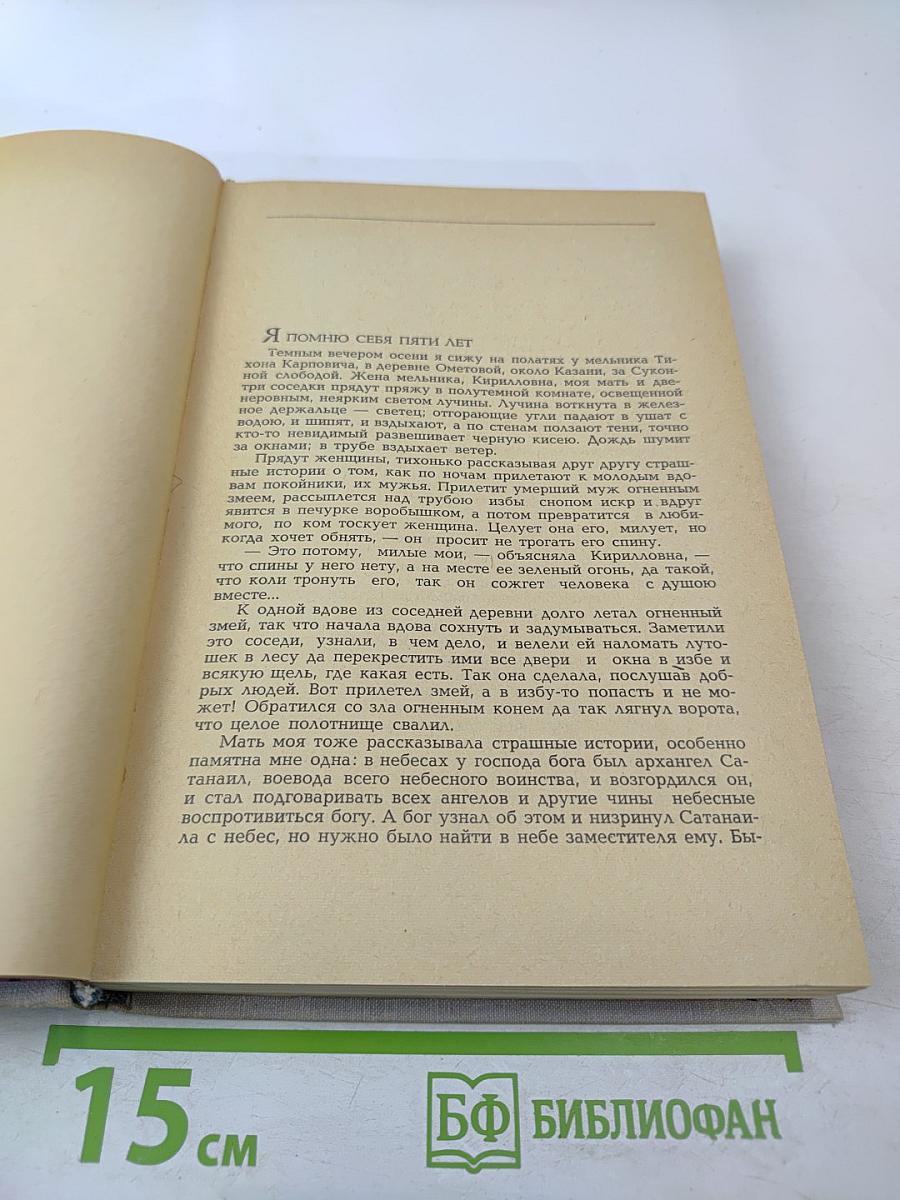 Я ПОМНЮ СЕБЯ ПЯТИ ЛЕТ
Темным вечером осени я сижу на полатях у мельника Ти-
хона Карповича, в деревне Ометовой, около Казани, за Сукон-
ной слободой. Жена мельника, Кирилловна, моя мать и две-
три соседки прядут пряжу в полутемной комнате, освещенной
неровным, неярким светом лучины. Лучина воткнута в желез-
ное держальце — светец; отгорающие угли падают в ушат с
водою, и шипят, и вздыхают, а по стенам ползают тени, точно
кто-то невидимый развешивает черную кисею. Дождь шумит
за окнами; в трубе вздыхает ветер.
Прядут женщины, тихонько рассказывая друг другу страш-
ные истории о том, как по ночам прилетают к молодым вдо-
вам покойники, их мужья. Прилетит умерший муж огненным
змеем, рассыплется над трубою избы снопом искр и вдруг
явится в печурке воробышком, а потом превратится в люби-
мого, по ком тоскует женщина. Целует она его, милует, но
когда хочет обнять, — он просит не трогать его спину.
— Это потому, милые мои, — объясняла Кирилловна, —
что спины у него нету, а на месте ее зеленый огонь, да такой,
что коли тронуть его, так он сожгет человека с душою
вместе...
К одной вдове из соседней деревни долго летал огненный
змей, так что начала вдова сохнуть и задумываться. Заметили
это соседи, узнали, в чем дело, и велели ей наломать луто-
шек в лесу да перекрестить ими все двери и окна в избе и
всякую щель, где какая есть. Так она сделала, послушав доб-
рых людей. Вот прилетел змей, а в избу-то попасть и не мо-
жет! Обратился со зла огненным конем да так лягнул ворота,
что целое полотнище свалил.
Мать моя тоже рассказывала страшные истории, особенно
памятна мне одна: в небесах у господа бога был архангел Са-
танаил, воевода всего небесного воинства, и возгордился он,
и стал подговаривать всех ангелов и другие чины небесные
воспротивиться богу. А бог узнал об этом и низринул Сатанаи-
ла с небес, но нужно было найти в небе заместителя ему. Бы-
15 см
БФ БИБЛИОФАН